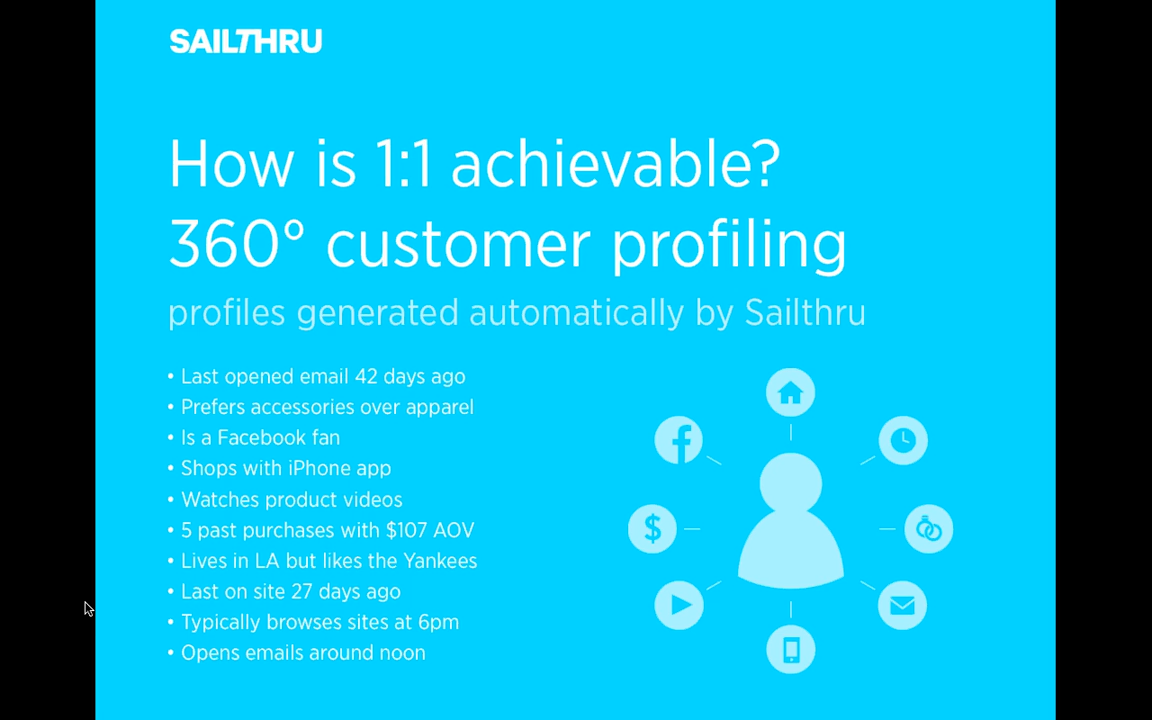 SAILTHRU
How is 1:1 achievable?
360° customer profiling
profiles generated automatically by Sailthru
• Last opened email 42 days ago
• Prefers accessories over apparel
• Is a Facebook fan
• Shops with iPhone app
• Watches product videos
• 5 past purchases with $107 AOV
• Lives in LA but likes the Yankees
• Last on site 27 days ago
• Typically browses sites at 6pm
• Opens emails around noon